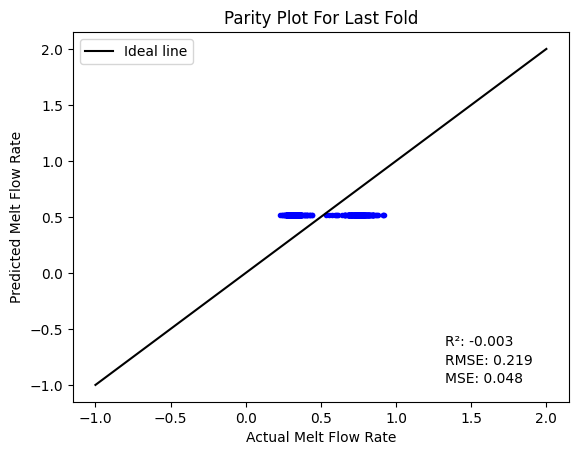 Parity Plot For Last Fold
Ideal line
Predicted Melt Flow Rate
2.0
1.5
1.0
0.5
0.0
−0.5
−1.0
R²: -0.003
RMSE: 0.219
MSE: 0.048
−1.0 −0.5 0.0 0.5 1.0 1.5 2.0
Actual Melt Flow Rate